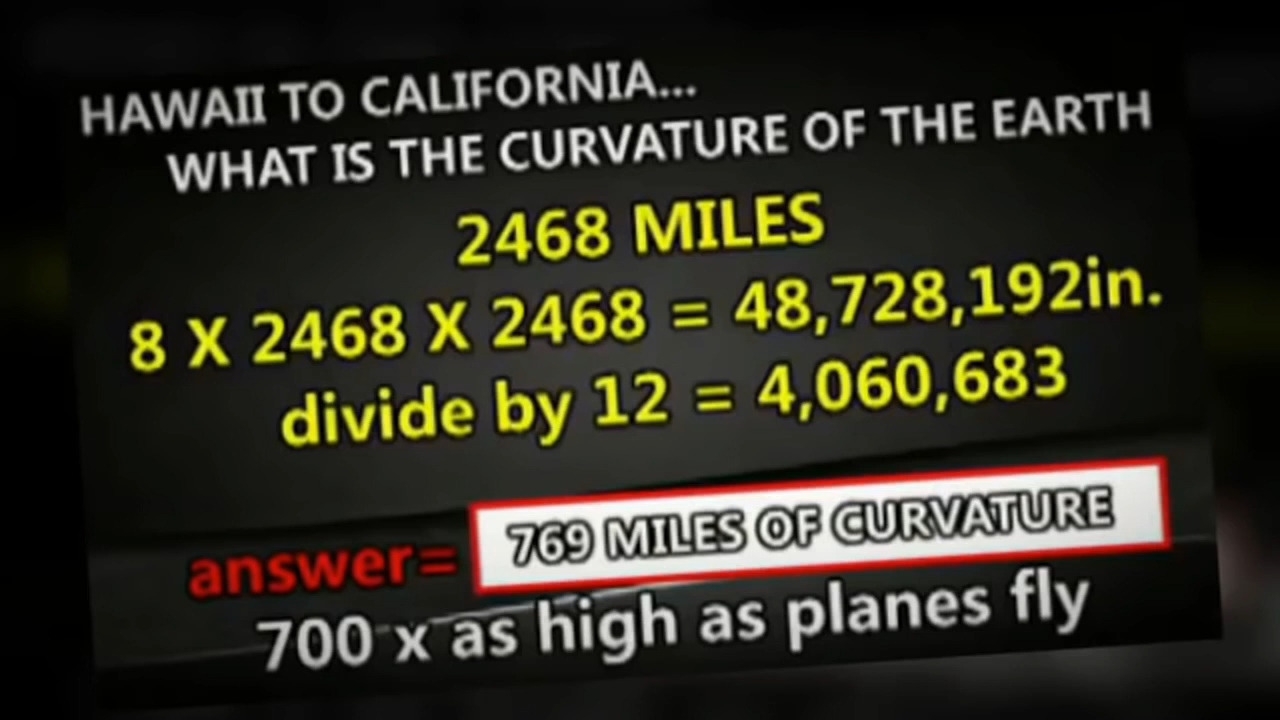 HAWAII TO CALIFORNIA...
WHAT IS THE CURVATURE OF THE EARTH
2468 MILES
8 X 2468 X 2468 = 48,728,192in.
divide by 12 = 4,060,683
answer= 769 MILES OF CURVATURE
700 x as high as planes fly